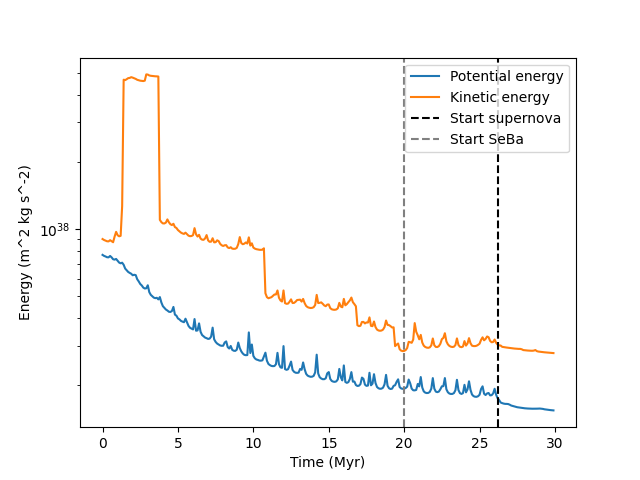 Potential energy
Kinetic energy
Start supernova
Start SeBa
Energy (m^2 kg s^-2)
10^38
0 5 10 15 20 25 30
Time (Myr)